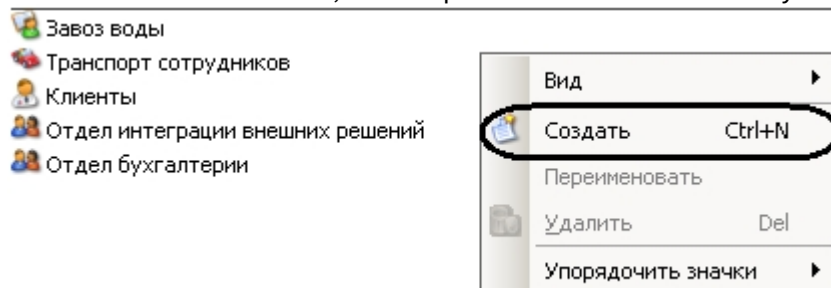 Завоз воды
Транспорт сотрудников
Клиенты
Отдел интеграции внешних решений
Отдел бухгалтерии
Вид
Создать Ctrl+N
Переименовать
Удалить Del
Упорядочить значки